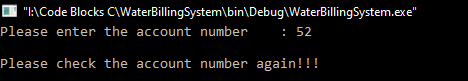 "I:\Code Blocks C\WaterBillingSystem\bin\Debug\WaterBillingSystem.exe"
Please enter the account number    : 52
Please check the account number again!!!